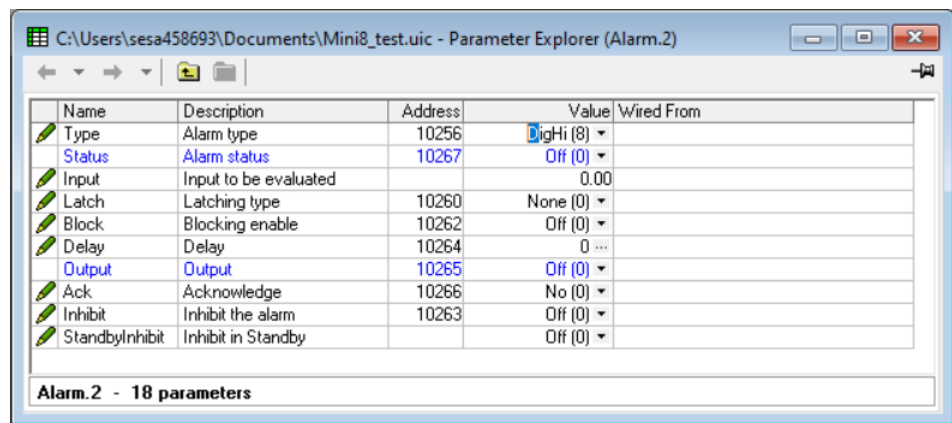 C:\Users\sesa458693\Documents\Mini8_test.uic - Parameter Explorer (Alarm.2)
Name Description Address Value Wired From
Type Alarm type 10256 DigHi (8)
Status Alarm status 10267 Off (0)
Input Input to be evaluated 0.00
Latch Latching type 10260 None (0)
Block Blocking enable 10262 Off (0)
Delay Delay 10264 0 ...
Output Output 10265 Off (0)
Ack Acknowledge 10266 No (0)
Inhibit Inhibit the alarm 10263 Off (0)
StandbyInhibit Inhibit in Standby Off (0)
Alarm.2 - 18 parameters